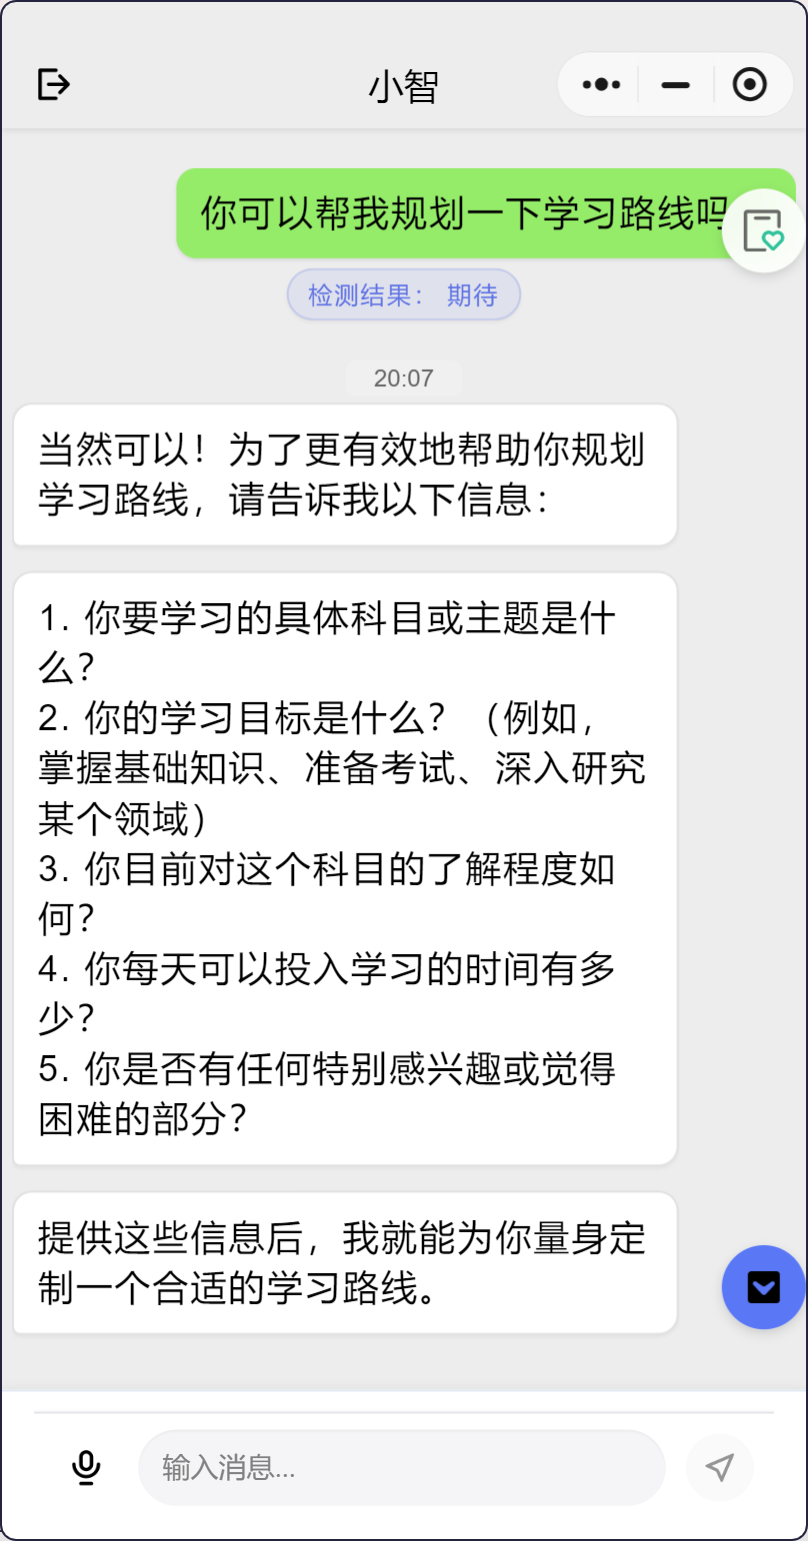 小智
你可以帮我规划一下学习路线吗
检测结果： 期待
20:07
当然可以！为了更有效地帮助你规划
学习路线，请告诉我以下信息：
1. 你要学习的具体科目或主题是什
么？
2. 你的学习目标是什么？（例如，
掌握基础知识、准备考试、深入研究
某个领域）
3. 你目前对这个科目的了解程度如
何？
4. 你每天可以投入学习的时间有多
少？
5. 你是否有任何特别感兴趣或觉得
困难的部分？
提供这些信息后，我就能为你量身定
制一个合适的学习路线。
输入消息...